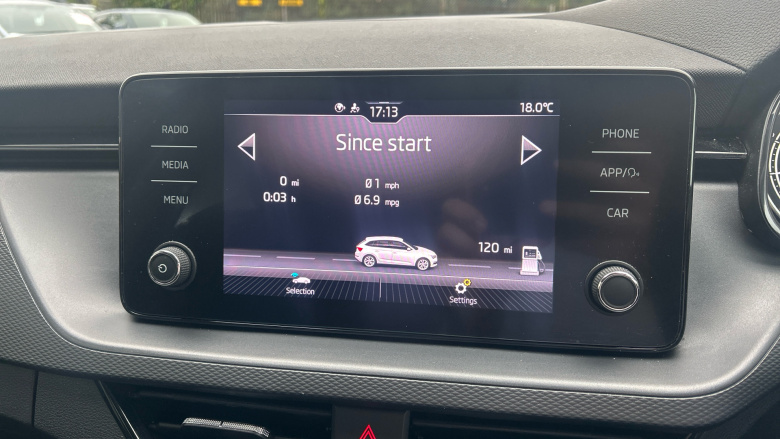 17:13
18.0°C
RADIO
MEDIA
MENU
Since start
0 mi
0:03 h
Ø 1 mph
Ø 6.9 mpg
120 mi
Selection
Settings
PHONE
APP/
CAR